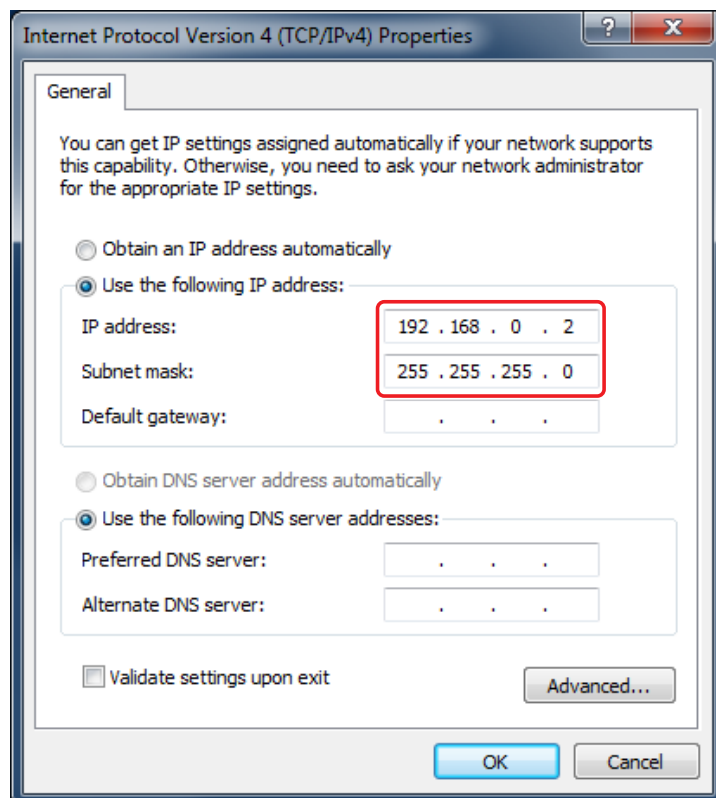 Internet Protocol Version 4 (TCP/IPv4) Properties
? X
General
You can get IP settings assigned automatically if your network supports
this capability. Otherwise, you need to ask your network administrator
for the appropriate IP settings.
Obtain an IP address automatically
Use the following IP address:
IP address: 192 . 168 . 0 . 2
Subnet mask: 255 . 255 . 255 . 0
Default gateway: . . .
Obtain DNS server address automatically
Use the following DNS server addresses:
Preferred DNS server: . . .
Alternate DNS server: . . .
Validate settings upon exit
Advanced...
OK Cancel